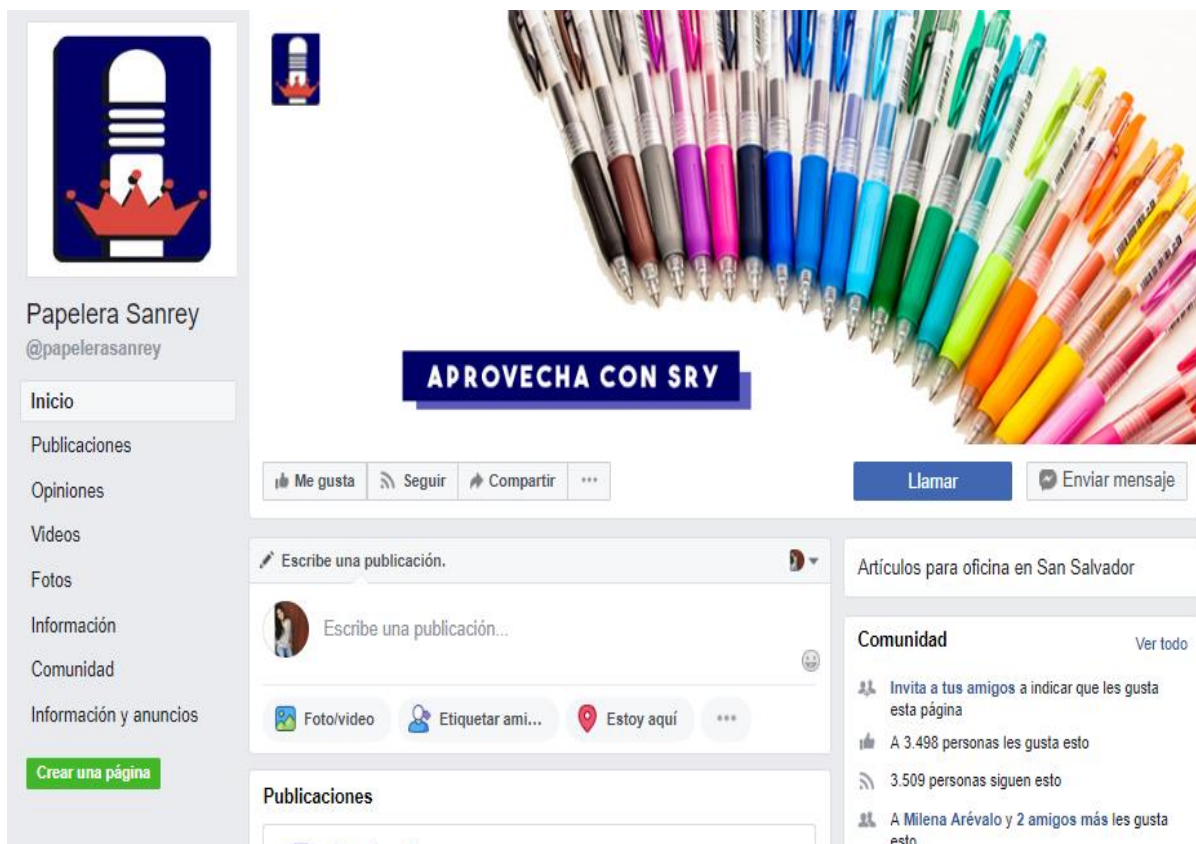 Papelera Sanrey
@papelerasanrey
Inicio
Publicaciones
Opiniones
Videos
Fotos
Información
Comunidad
Información y anuncios
Crear una página
APROVECHA CON SRY
Me gusta
Seguir
Compartir
Llamar
Enviar mensaje
Escribe una publicación.
Escribe una publicación...
Foto/video
Etiquetar ami...
Estoy aquí
Publicaciones
Artículos para oficina en San Salvador
Comunidad
Ver todo
Invita a tus amigos a indicar que les gusta
esta página
A 3.498 personas les gusta esto
3.509 personas siguen esto
A Milena Arévalo y 2 amigos más les gusta
esto